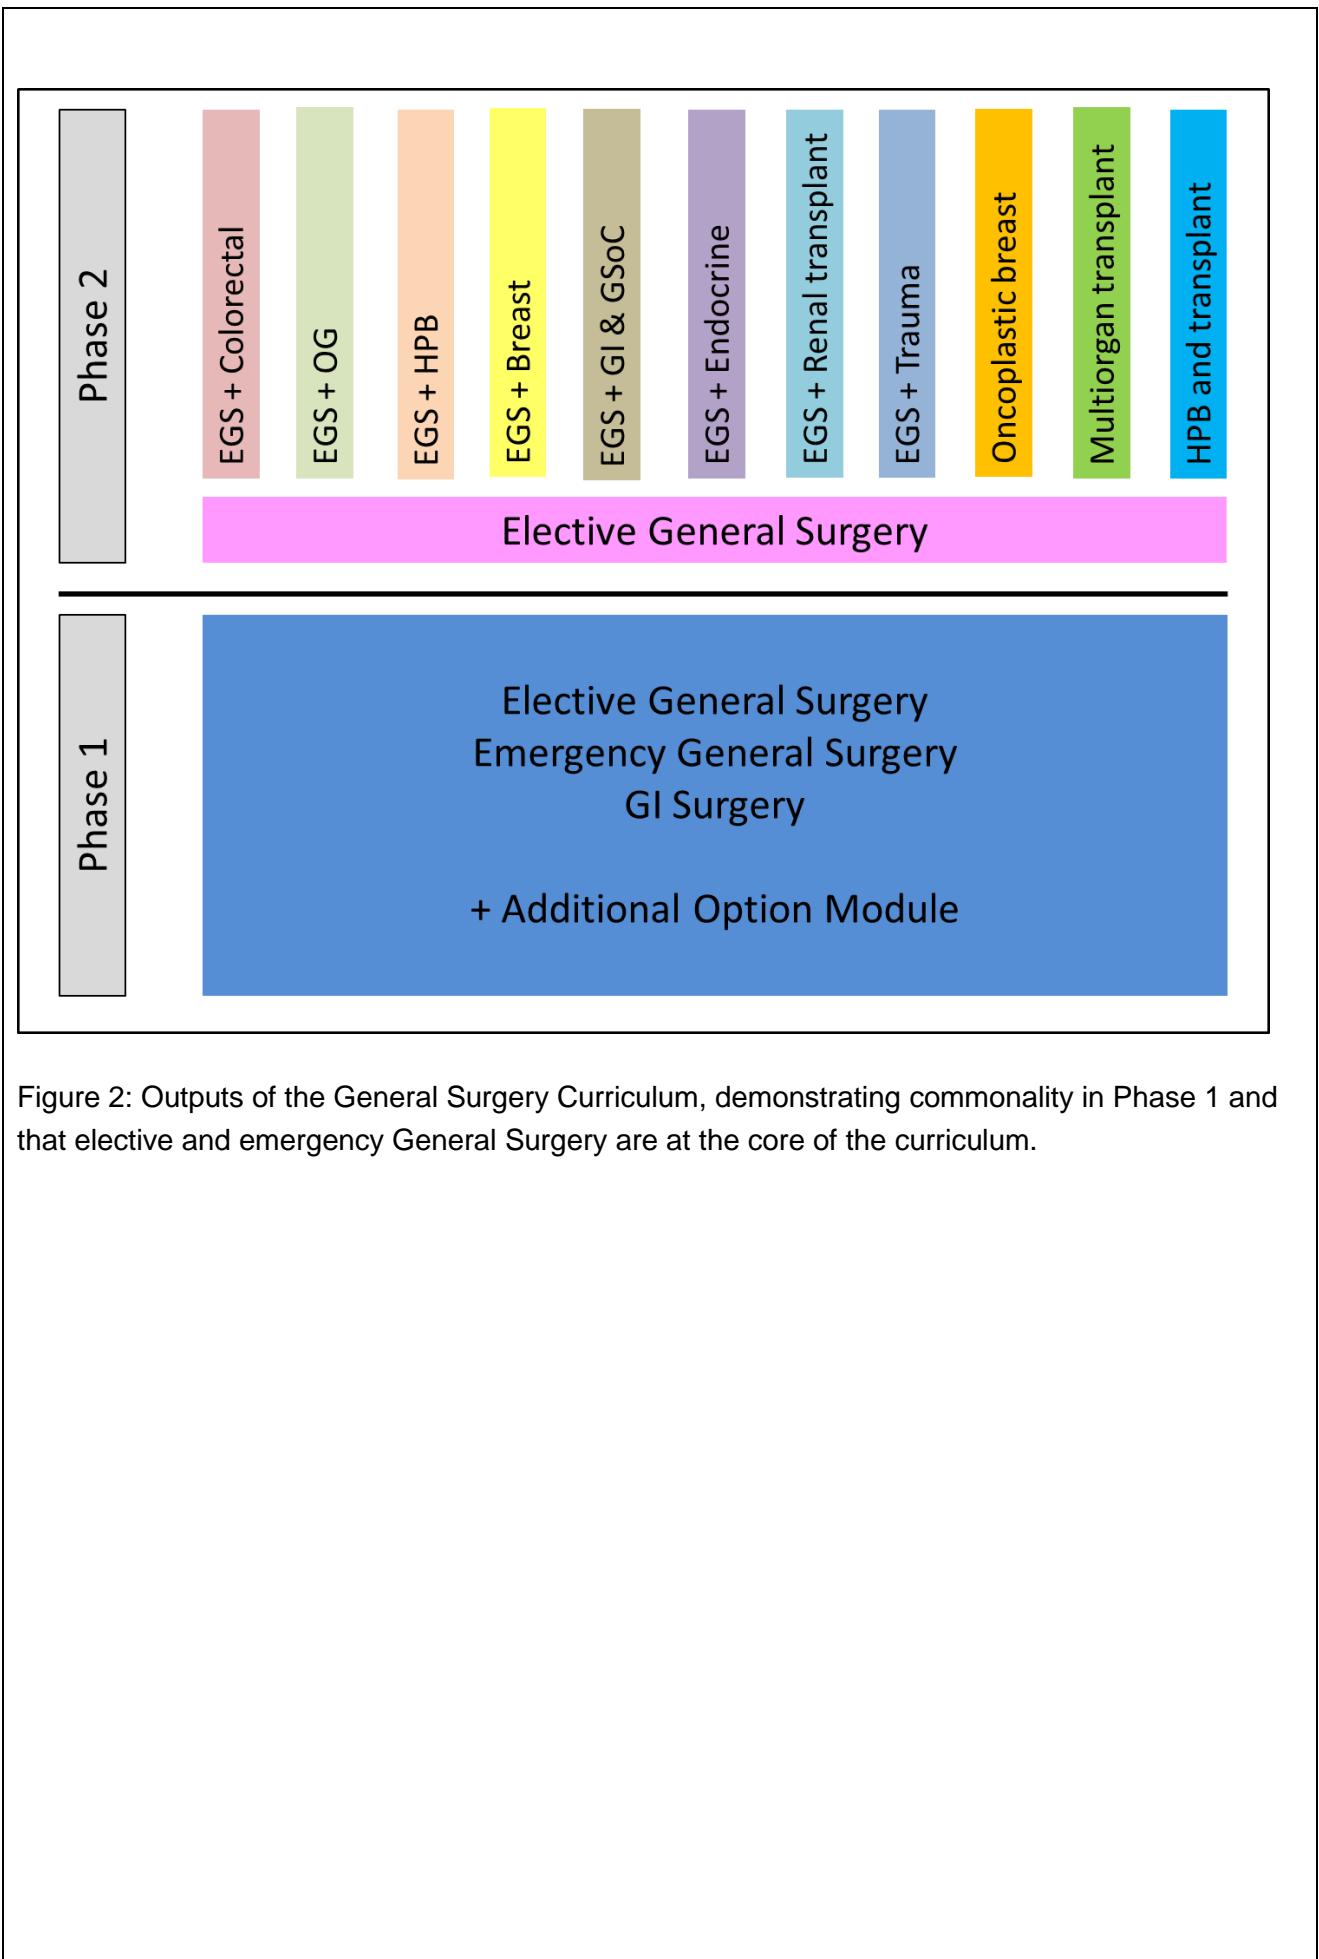 Phase 2
EGS + Colorectal
EGS + OG
EGS + HPB
EGS + Breast
EGS + GI & GSoC
EGS + Endocrine
EGS + Renal transplant
EGS + Trauma
Oncoplastic breast
Multiorgan transplant
HPB and transplant
Elective General Surgery
Phase 1
Elective General Surgery
Emergency General Surgery
GI Surgery
+ Additional Option Module
Figure 2: Outputs of the General Surgery Curriculum, demonstrating commonality in Phase 1 and
that elective and emergency General Surgery are at the core of the curriculum.